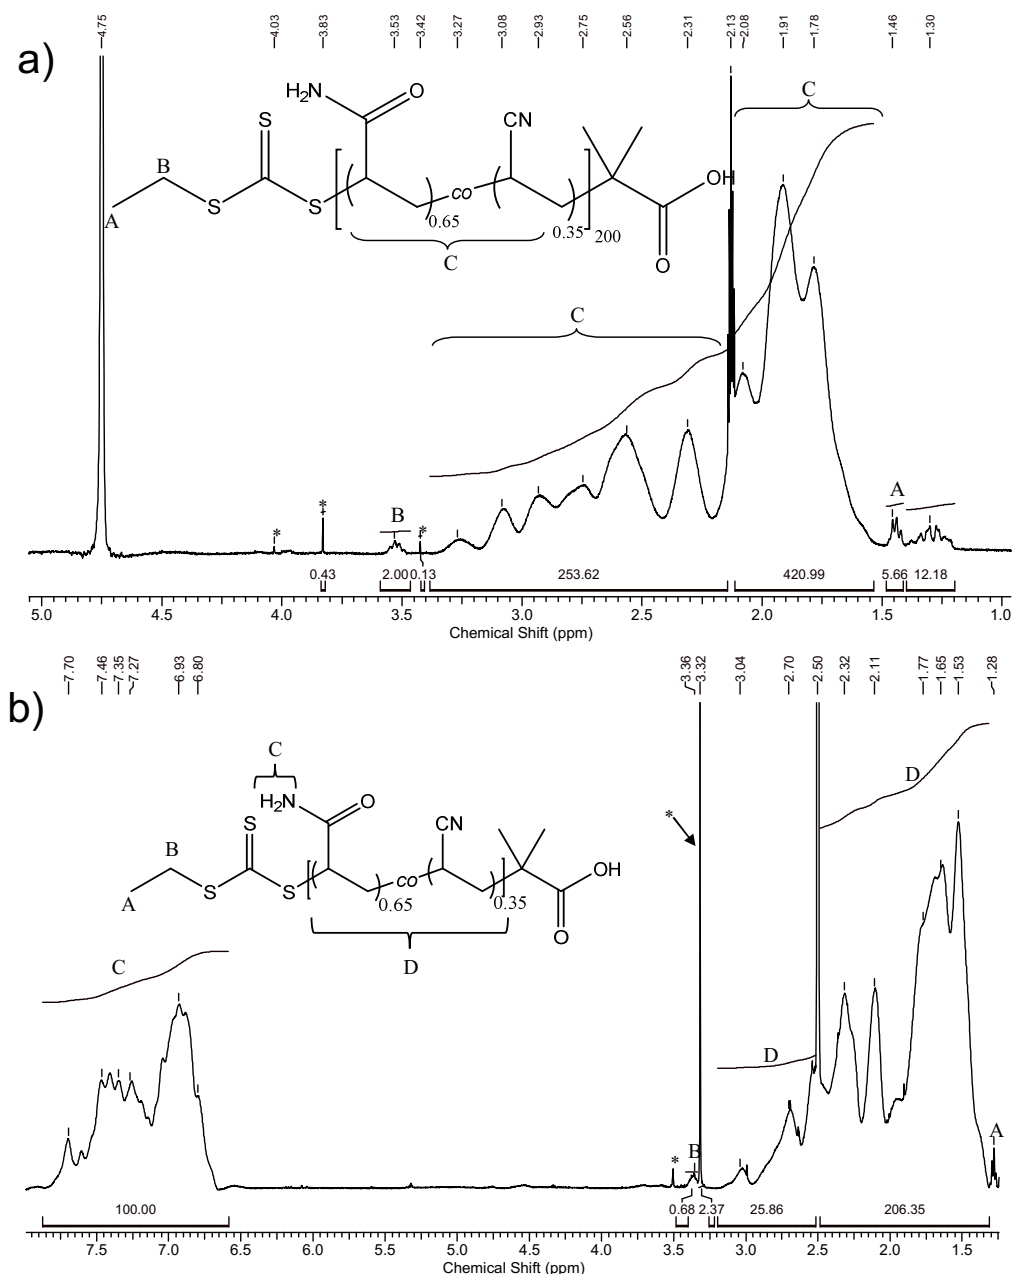 a)
4.75 4.03 3.83 3.53 3.42 3.27 3.08 2.93 2.75 2.56 2.31 2.13 2.08 1.91 1.78 1.46 1.30
C
H₂N O
S CN
B
OH
S S co
A 0.65 0.35 200
C O
C
A
* * B *
0.43 2.00 0.13 253.62 420.99 5.66 12.18
5.0 4.5 4.0 3.5 3.0 2.5 2.0 1.5 1.0
Chemical Shift (ppm)
7.70 7.46 7.35 7.27 6.93 6.80 3.36 3.32 3.04 2.70 2.50 2.32 2.11 1.77 1.65 1.53 1.28
b)
C
D
H₂N O
S CN *
B
OH
S S co
A 0.65 0.35
O
D
C
D
A
* B
100.00 0.68 2.37 25.86 206.35
7.5 7.0 6.5 6.0 5.5 5.0 4.5 4.0 3.5 3.0 2.5 2.0 1.5
Chemical Shift (ppm)